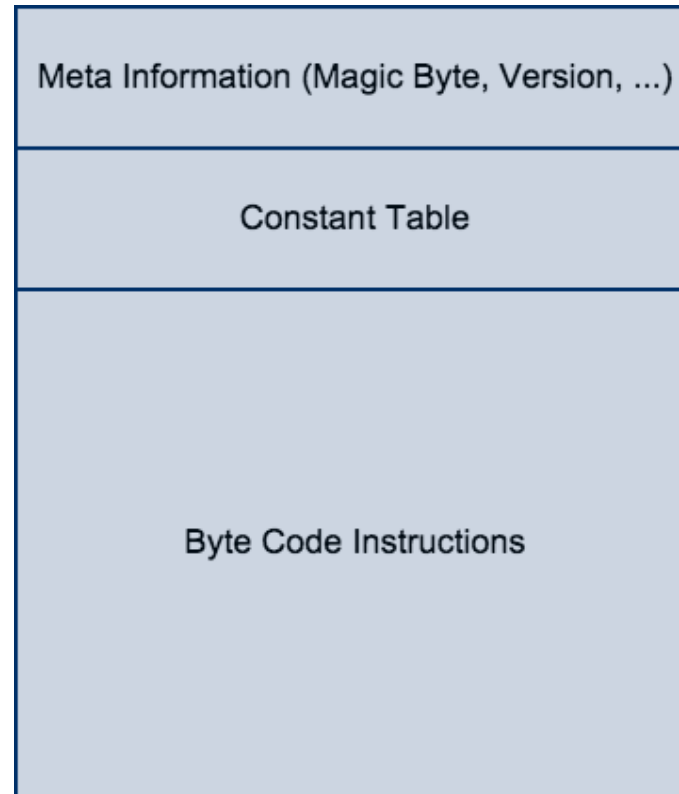 Meta Information (Magic Byte, Version, ...)
Constant Table
Byte Code Instructions